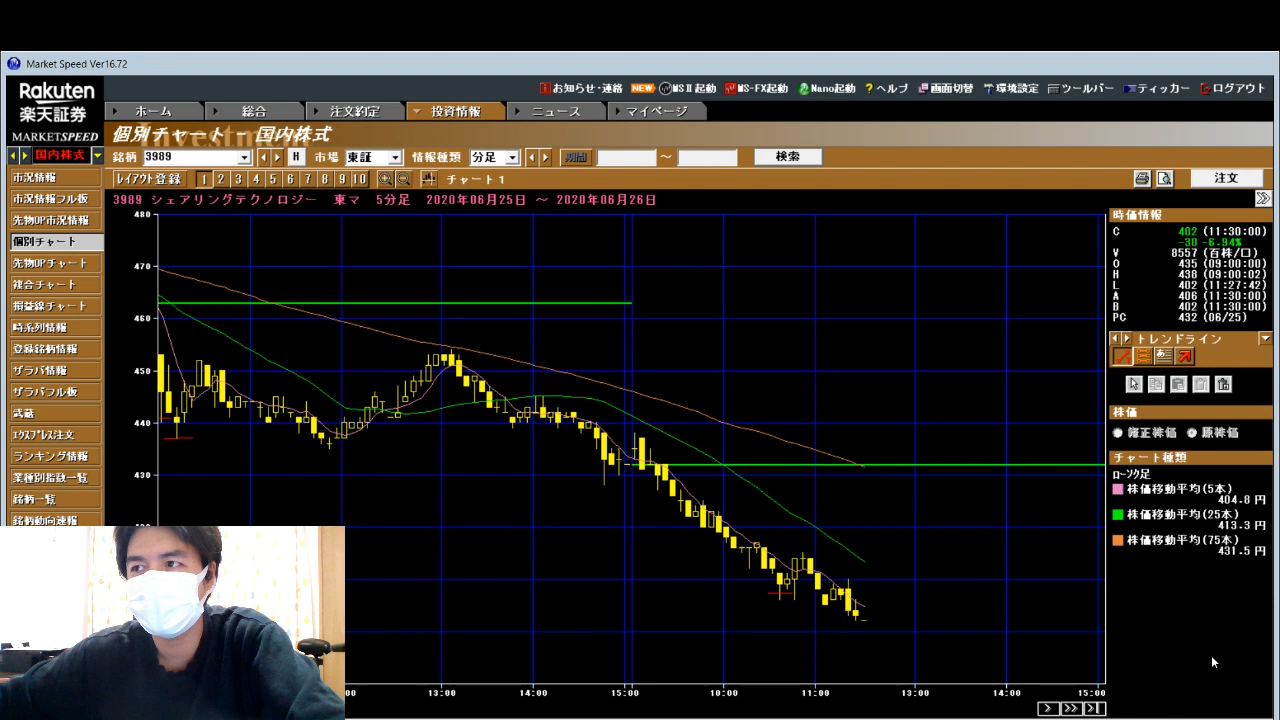 Market Speed Ver16.72
Rakuten
楽天証券
MARKETSPEED
お知らせ・連絡 NEW MSⅡ起動 MS-FX起動 Nano起動 ?ヘルプ 画面切替 環境設定 ツールバー ティッカー ログアウト
ホーム 総合 注文約定 投資情報 ニュース マイページ
個別チャート - 国内株式
国内株式
銘柄 3989 H 市場 東証 情報種類 分足 期間 ～ 検索
レイアウト登録 1 2 3 4 5 6 7 8 9 10 チャート1 注文
市況情報
市況情報フル板
先物OP市況情報
個別チャート
先物OPチャート
複合チャート
損益線チャート
時系列情報
登録銘柄情報
ザラバ情報
ザラバフル板
武蔵
エクスプレス注文
ランキング情報
業種別指数一覧
銘柄一覧
銘柄動向速報
3989 シェアリングテクノロジー 東マ 5分足 2020年06月25日 ～ 2020年06月26日
480
470
460
450
440
430
13:00 14:00 15:00 10:00 11:00 13:00 14:00 15:00
時価情報
C 402 (11:30:00)
-30 -6.94%
V 8557 (百株/口)
O 435 (09:00:00)
H 438 (09:00:02)
L 402 (11:27:42)
A 406 (11:30:00)
B 402 (11:30:00)
PC 432 (06/25)
トレンドライン
株価
修正株価 原株価
チャート種類
ローソク足
株価移動平均(5本)
404.8 円
株価移動平均(25本)
413.3 円
株価移動平均(75本)
431.5 円